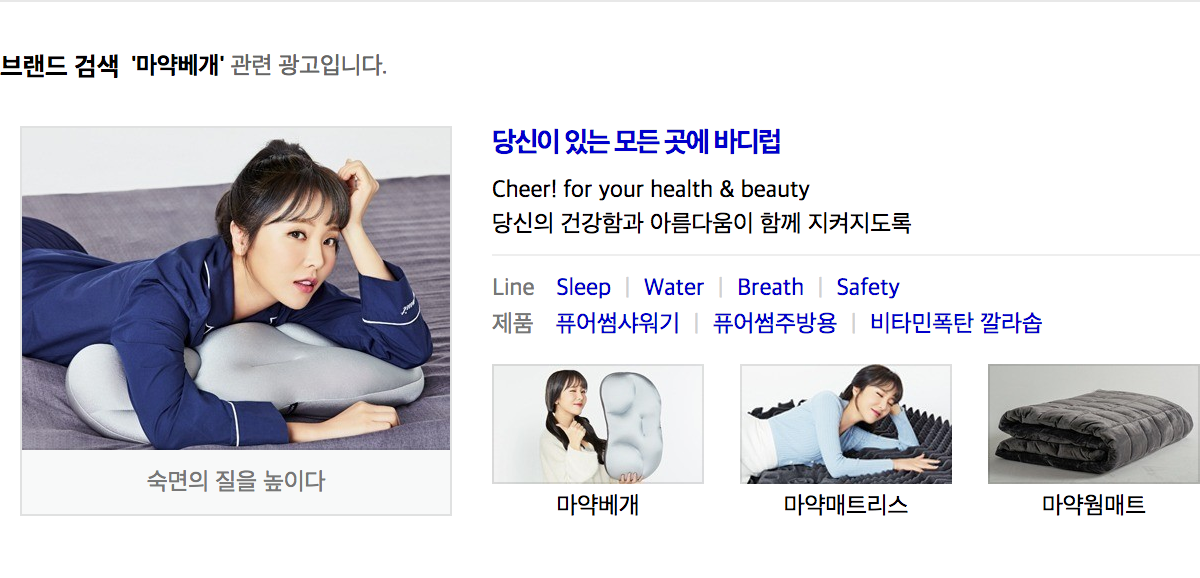 브랜드 검색 '마약베개' 관련 광고입니다.
당신이 있는 모든 곳에 바디럽
Cheer! for your health & beauty
당신의 건강함과 아름다움이 함께 지켜지도록
Line Sleep | Water | Breath | Safety
제품 퓨어썸샤워기 | 퓨어썸주방용 | 비타민폭탄 깔라솝
숙면의 질을 높이다
마약베개 마약매트리스 마약웜매트